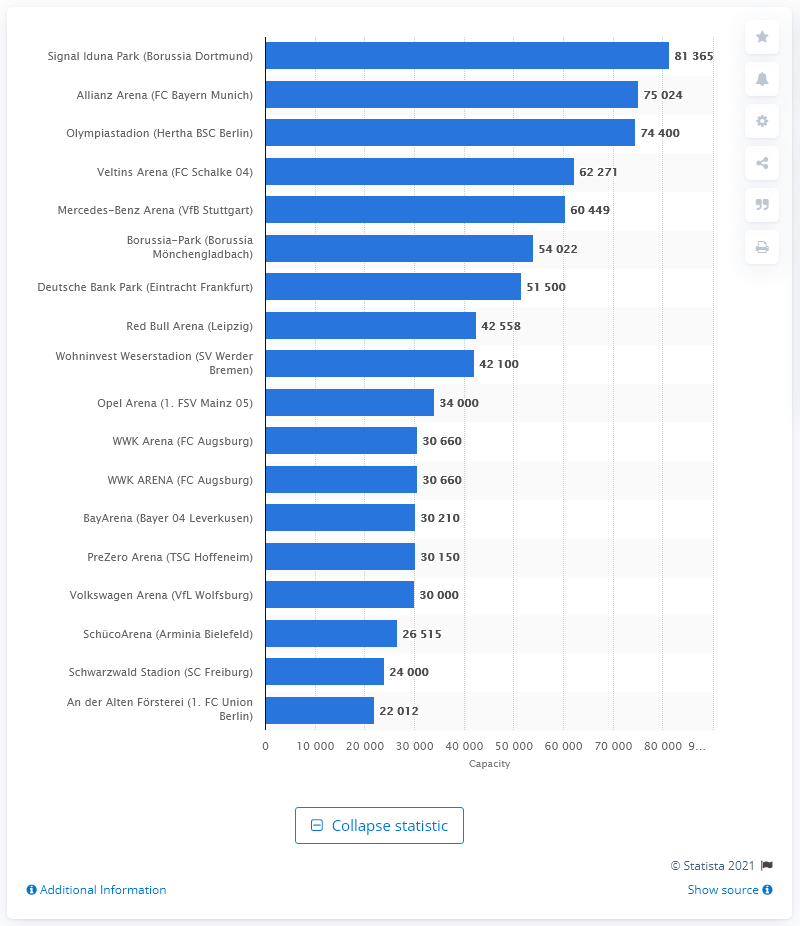 Signal Iduna Park (Borussia Dortmund) 81 365
Allianz Arena (FC Bayern Munich) 75 024
Olympiastadion (Hertha BSC Berlin) 74 400
Veltins Arena (FC Schalke 04) 62 271
Mercedes-Benz Arena (VfB Stuttgart) 60 449
Borussia-Park (Borussia
Mönchengladbach) 54 022
Deutsche Bank Park (Eintracht Frankfurt) 51 500
Red Bull Arena (Leipzig) 42 558
Wohninvest Weserstadion (SV Werder
Bremen) 42 100
Opel Arena (1. FSV Mainz 05) 34 000
WWK Arena (FC Augsburg) 30 660
WWK ARENA (FC Augsburg) 30 660
BayArena (Bayer 04 Leverkusen) 30 210
PreZero Arena (TSG Hoffeneim) 30 150
Volkswagen Arena (VfL Wolfsburg) 30 000
SchücoArena (Arminia Bielefeld) 26 515
Schwarzwald Stadion (SC Freiburg) 24 000
An der Alten Försterei (1. FC Union
Berlin) 22 012
0 10 000 20 000 30 000 40 000 50 000 60 000 70 000 80 000 9...
Capacity
Collapse statistic
© Statista 2021
Additional Information
Show source